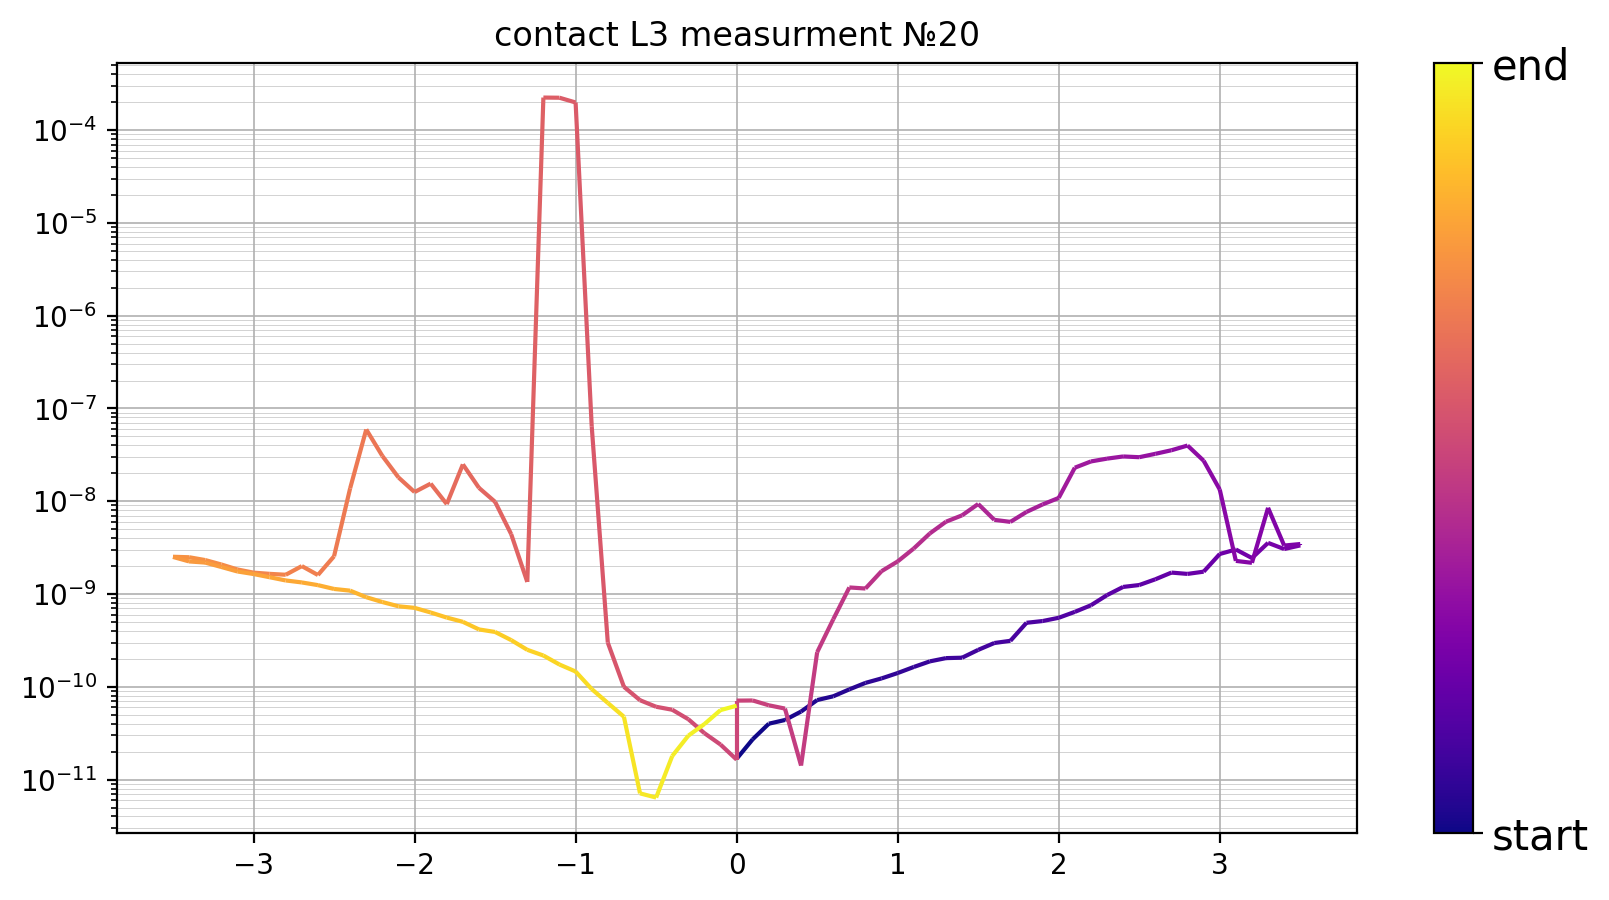 contact L3 measurment №20
end
10⁻⁴
10⁻⁵
10⁻⁶
10⁻⁷
10⁻⁸
10⁻⁹
10⁻¹⁰
10⁻¹¹
start
−3 −2 −1 0 1 2 3